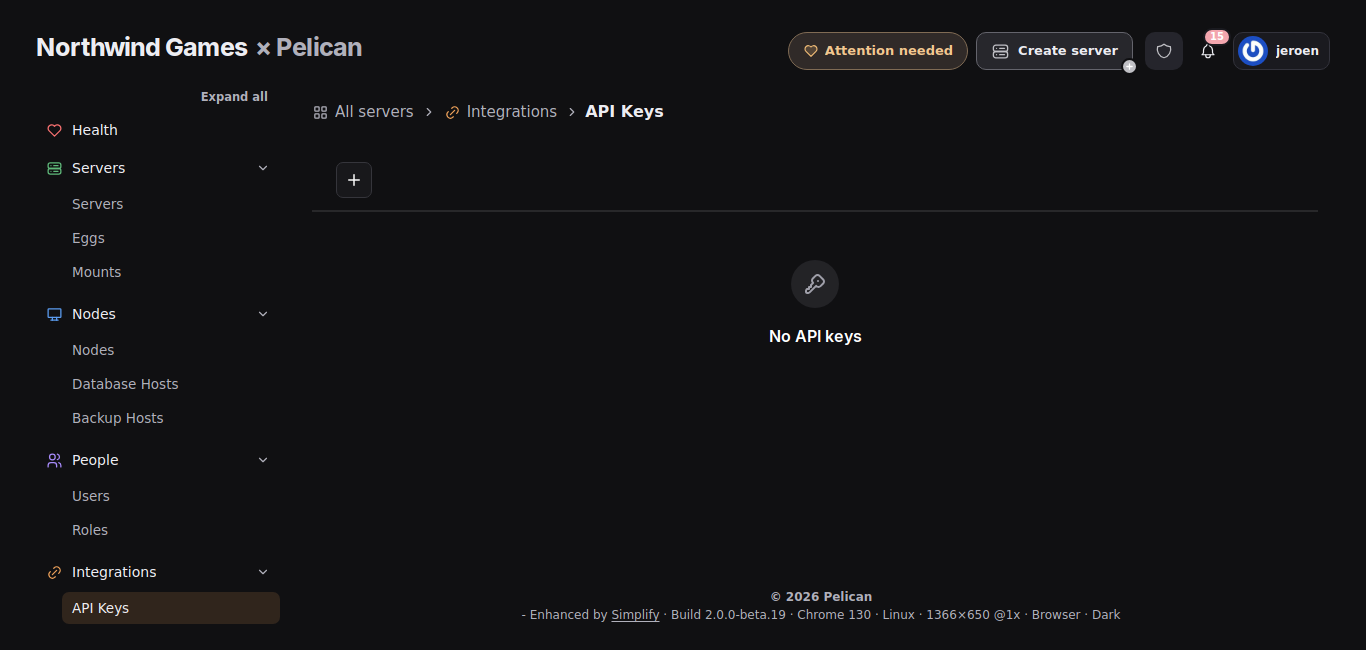 Northwind Games × Pelican
Attention needed
Create server
15
jeroen
Expand all
Health
Servers
Servers
Eggs
Mounts
Nodes
Nodes
Database Hosts
Backup Hosts
People
Users
Roles
Integrations
API Keys
All servers > Integrations > API Keys
No API keys
© 2026 Pelican
- Enhanced by Simplify · Build 2.0.0-beta.19 · Chrome 130 · Linux · 1366×650 @1x · Browser · Dark